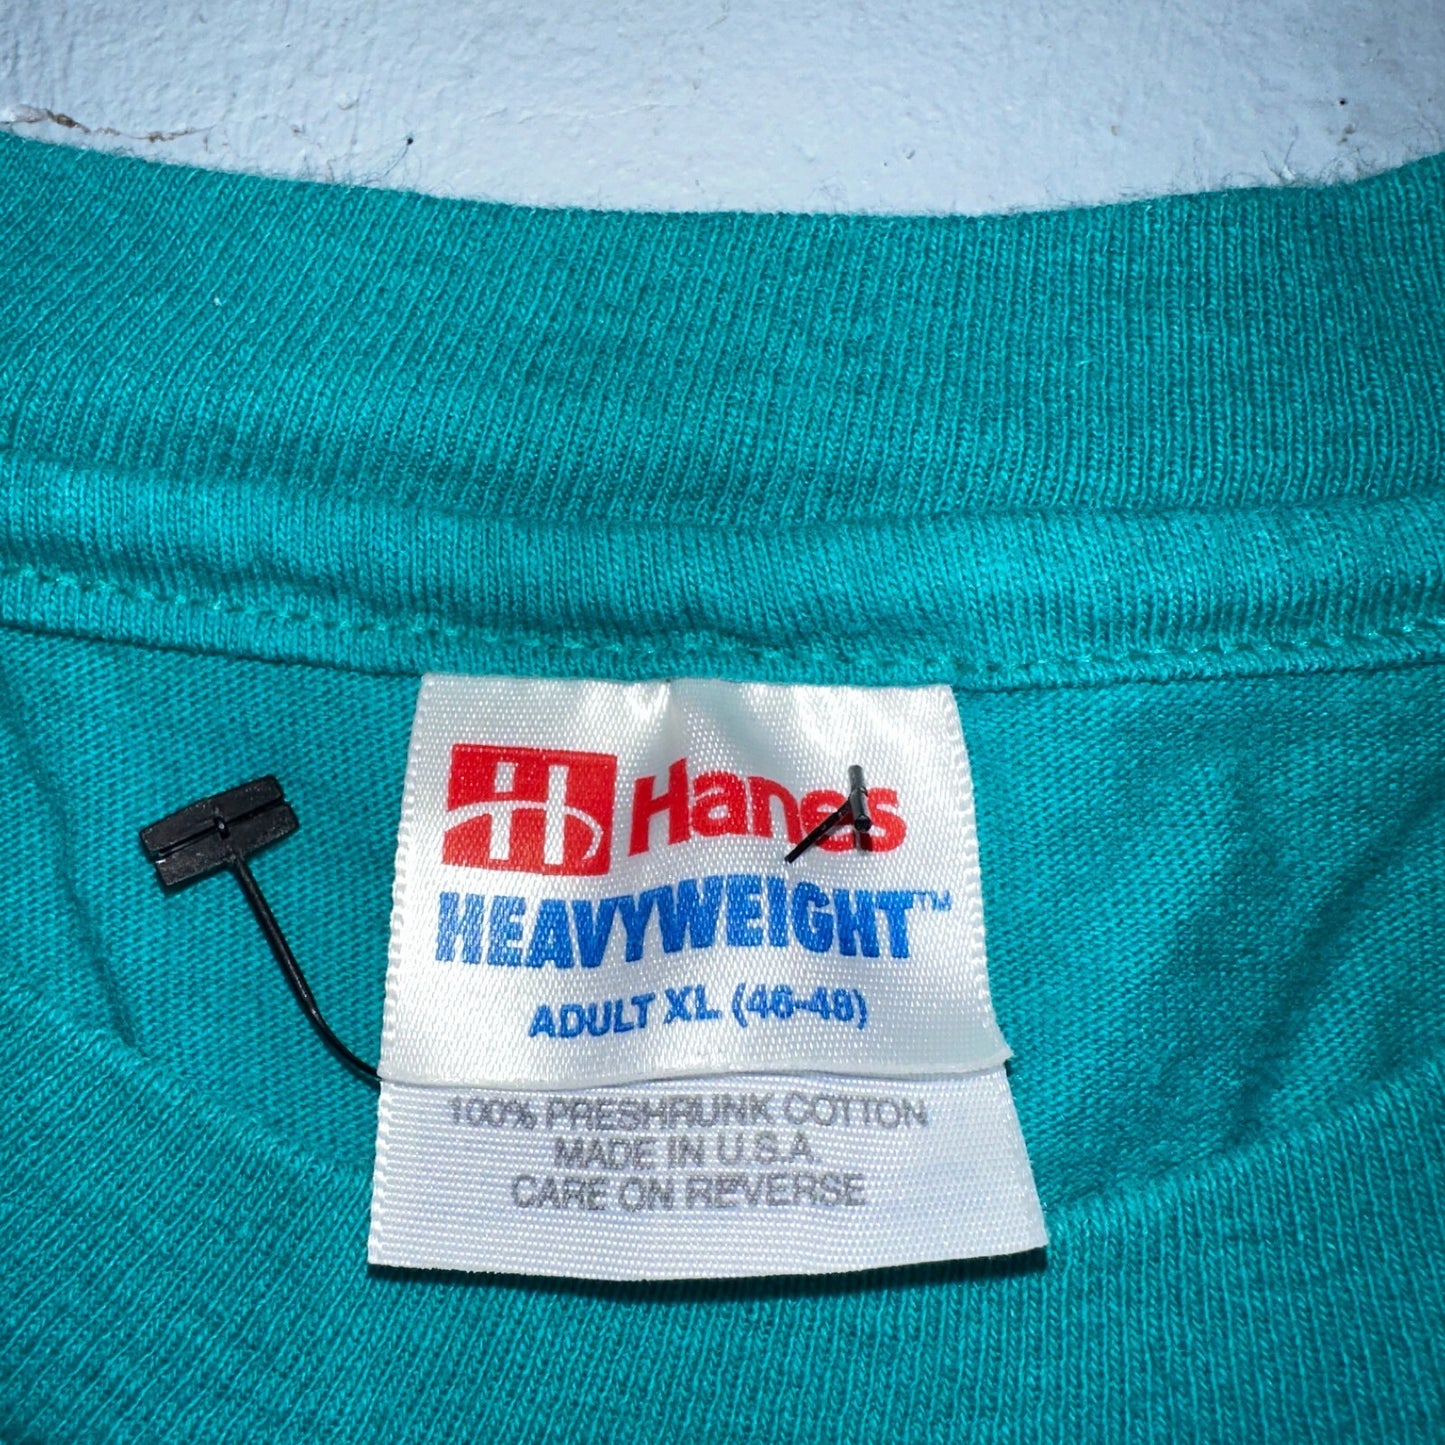 Hanes
HEAVYWEIGHT™
ADULT XL (46-48)
100% PRESHRUNK COTTON
MADE IN U.S.A
CARE ON REVERSE